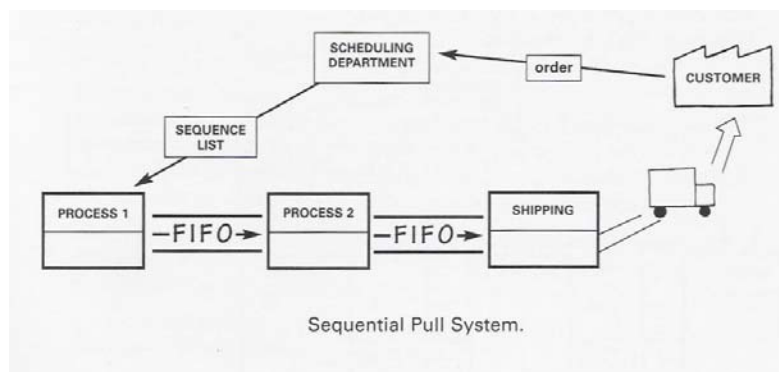 SCHEDULING
DEPARTMENT
order
CUSTOMER
SEQUENCE
LIST
PROCESS 1
FIFO
PROCESS 2
FIFO
SHIPPING
Sequential Pull System.